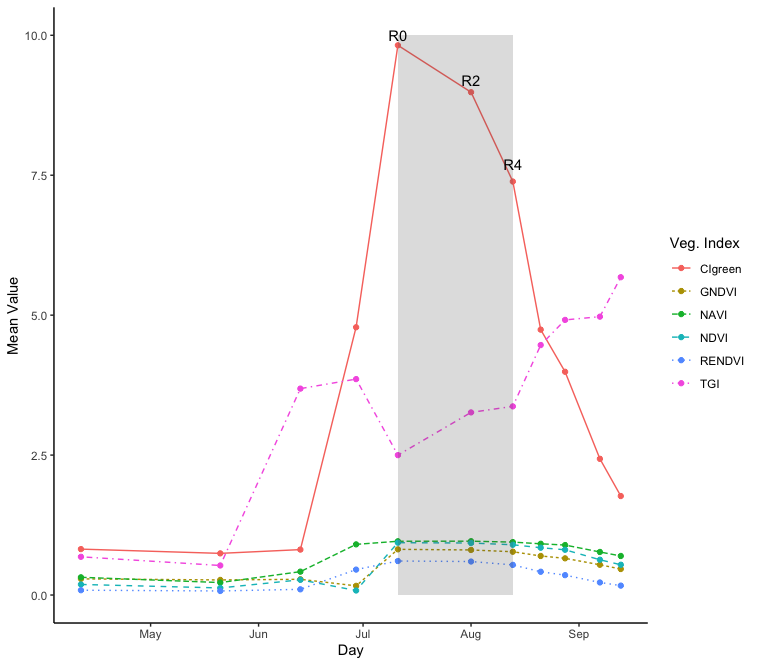 10.0
7.5
5.0
2.5
0.0
Mean Value
R0
R2
R4
May Jun Jul Aug Sep
Day
Veg. Index
CIgreen
GNDVI
NAVI
NDVI
RENDVI
TGI